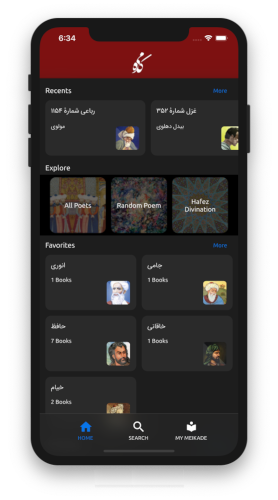 6:34
Recents
More
رباعی شمارهٔ ۱۱۵۴
مولوی
غزل شمارهٔ ۳۵۲
بیدل دهلوی
Explore
All Poets
Random Poem
Hafez
Divination
Favorites
More
انوری
1 Books
جامی
1 Books
حافظ
7 Books
خاقانی
1 Books
خیام
2 Books
HOME
SEARCH
MY MEIKADE